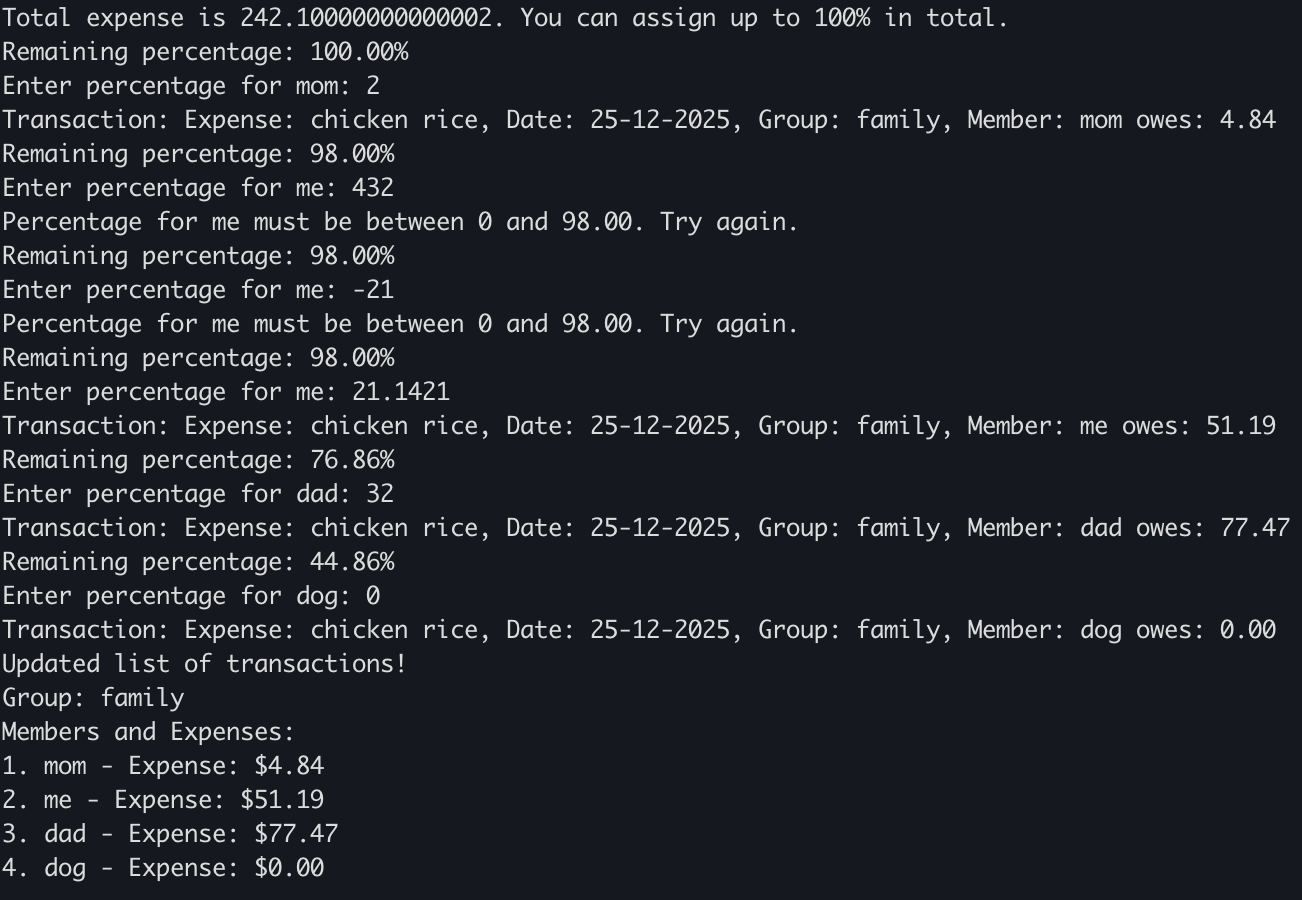 Total expense is 242.10000000000002. You can assign up to 100% in total.
Remaining percentage: 100.00%
Enter percentage for mom: 2
Transaction: Expense: chicken rice, Date: 25-12-2025, Group: family, Member: mom owes: 4.84
Remaining percentage: 98.00%
Enter percentage for me: 432
Percentage for me must be between 0 and 98.00. Try again.
Remaining percentage: 98.00%
Enter percentage for me: -21
Percentage for me must be between 0 and 98.00. Try again.
Remaining percentage: 98.00%
Enter percentage for me: 21.1421
Transaction: Expense: chicken rice, Date: 25-12-2025, Group: family, Member: me owes: 51.19
Remaining percentage: 76.86%
Enter percentage for dad: 32
Transaction: Expense: chicken rice, Date: 25-12-2025, Group: family, Member: dad owes: 77.47
Remaining percentage: 44.86%
Enter percentage for dog: 0
Transaction: Expense: chicken rice, Date: 25-12-2025, Group: family, Member: dog owes: 0.00
Updated list of transactions!
Group: family
Members and Expenses:
1. mom - Expense: $4.84
2. me - Expense: $51.19
3. dad - Expense: $77.47
4. dog - Expense: $0.00